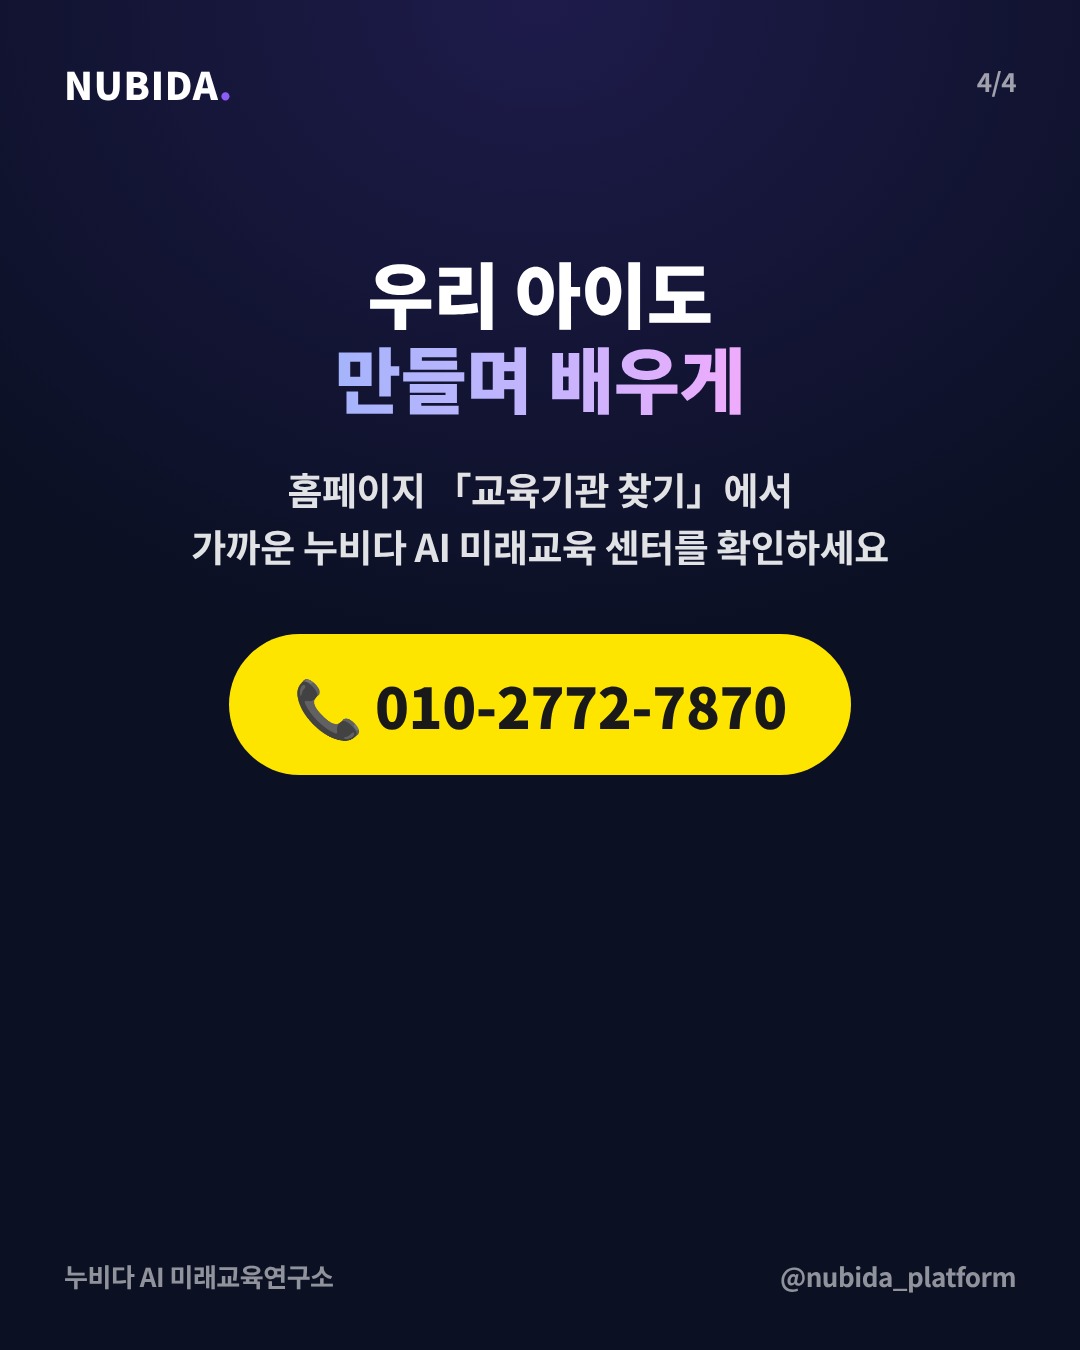 NUBIDA.
4/4
우리 아이도
만들며 배우게
홈페이지 「교육기관 찾기」에서
가까운 누비다 AI 미래교육 센터를 확인하세요
📞 010-2772-7870
누비다 AI 미래교육연구소
@nubida_platform